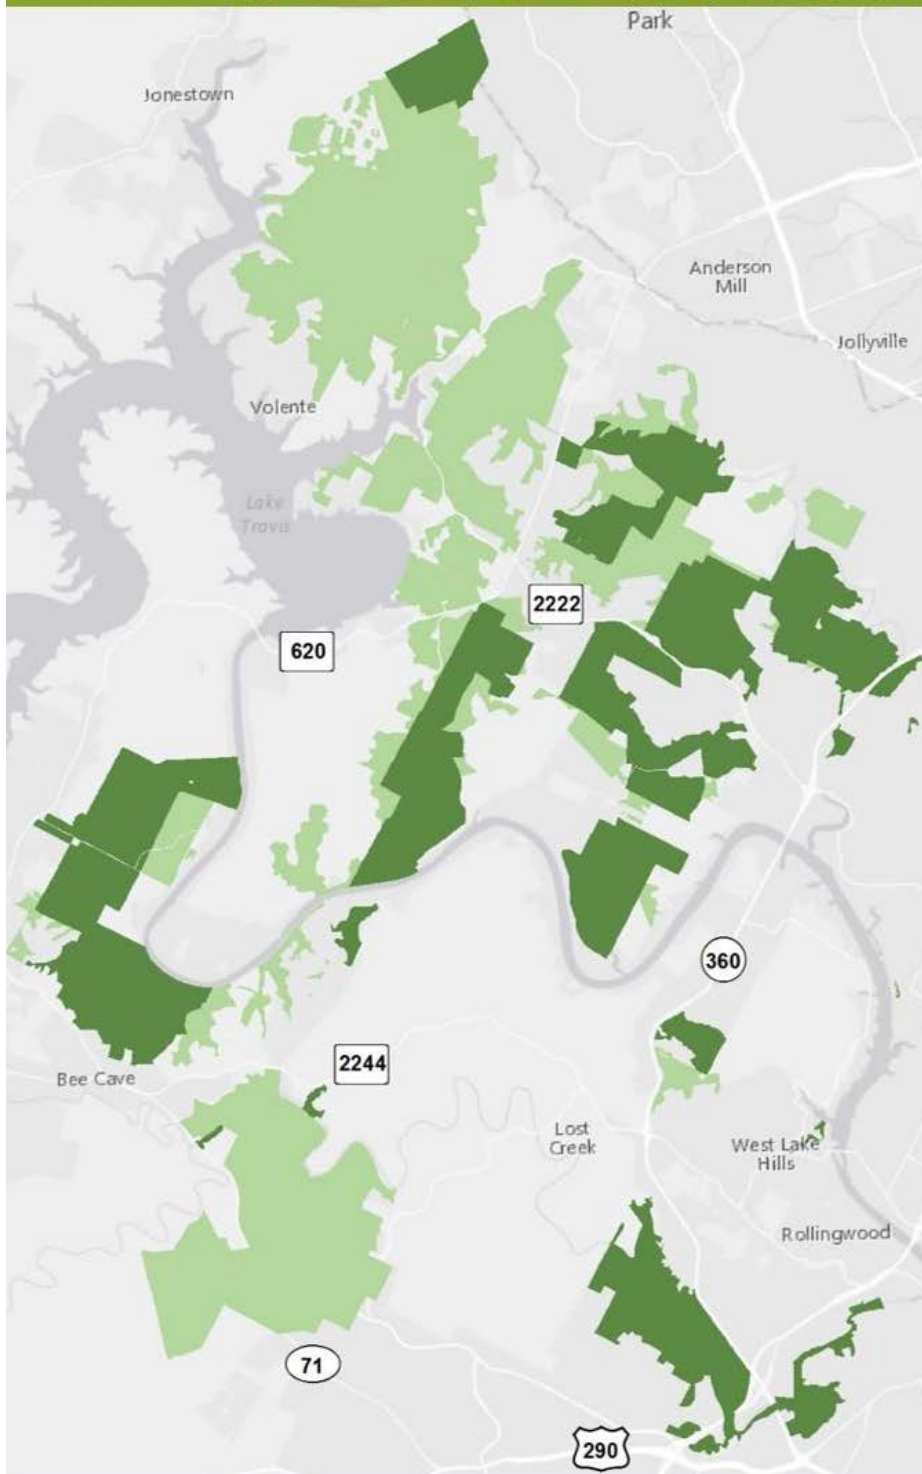 Park
Jonestown
Anderson
Mill
Jollyville
Volente
Lake
Travis
2222
620
360
2244
Bee Cave
Lost
Creek
West Lake
Hills
Rollingwood
71
290